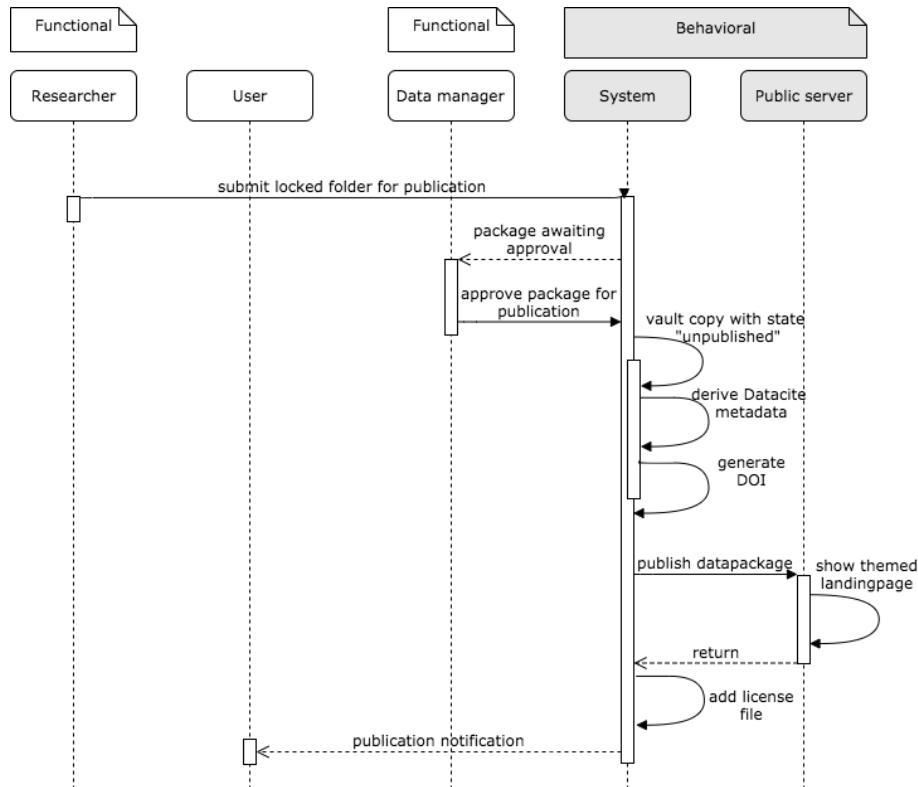 Functional
Functional
Behavioral
Researcher
User
Data manager
System
Public server
submit locked folder for publication
package awaiting
approval
approve package for
publication
vault copy with state
"unpublished"
derive Datacite
metadata
generate
DOI
publish datapackage
show themed
landingpage
return
add license
file
publication notification